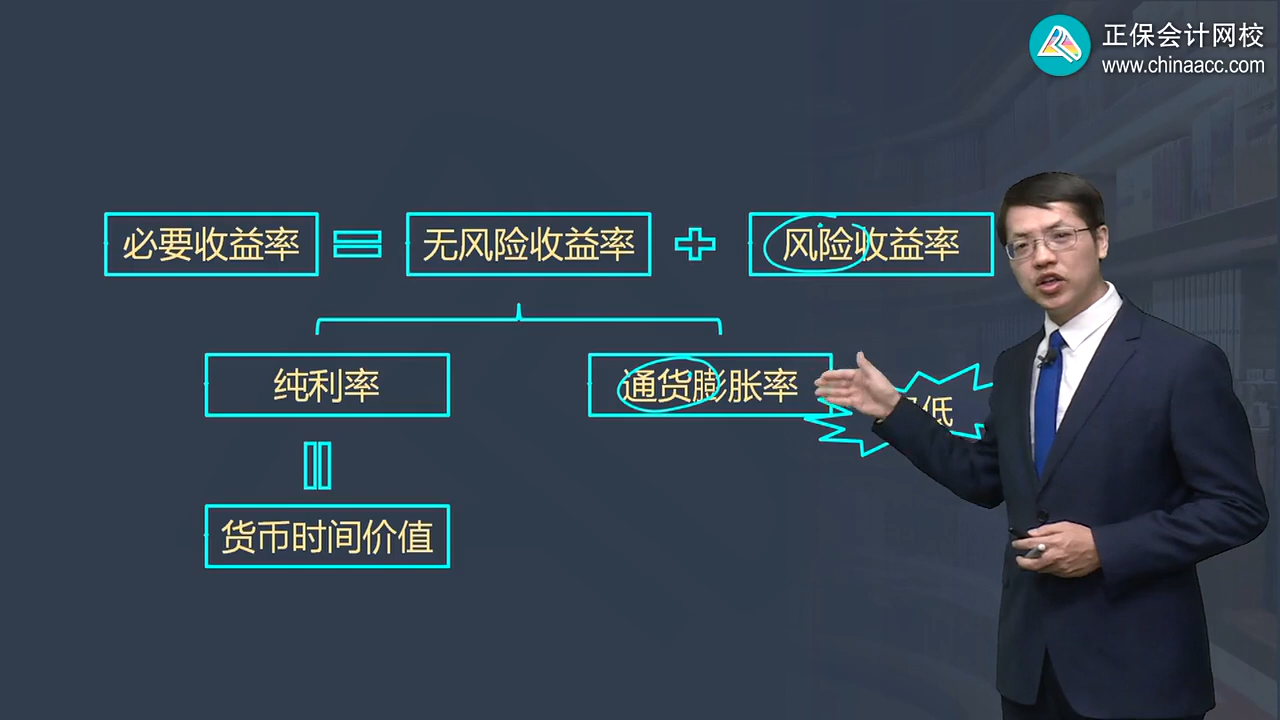 正保会计网校
www.chinaacc.com
必要收益率
无风险收益率
风险收益率
纯利率
通货膨胀率
低
货币时间价值